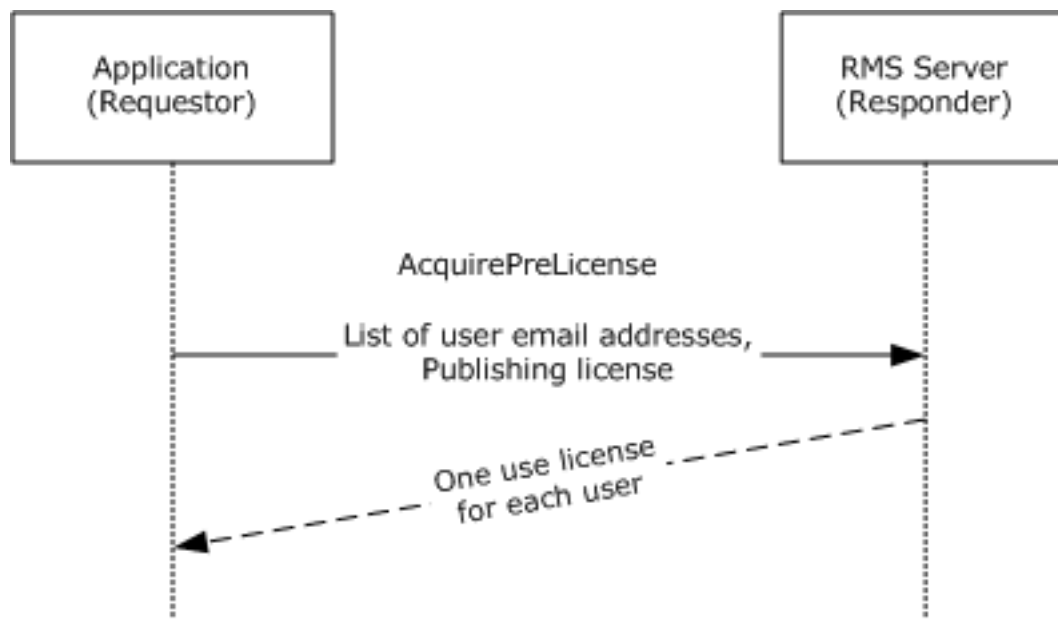 Application
(Requestor)
RMS Server
(Responder)
AcquirePreLicense
List of user email addresses,
Publishing license
One use license
for each user